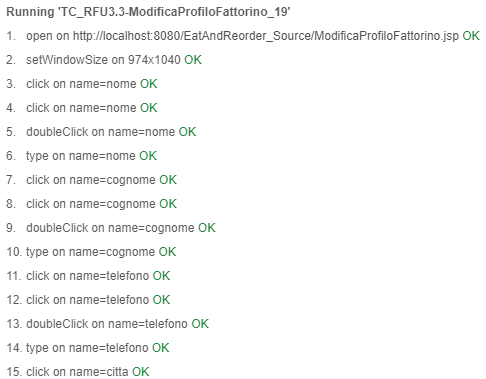 Running 'TC_RFU3.3-ModificaProfiloFattorino_19'
1. open on http://localhost:8080/EatAndReorder_Source/ModificaProfiloFattorino.jsp OK
2. setWindowSize on 974x1040 OK
3. click on name=nome OK
4. click on name=nome OK
5. doubleClick on name=nome OK
6. type on name=nome OK
7. click on name=cognome OK
8. click on name=cognome OK
9. doubleClick on name=cognome OK
10. type on name=cognome OK
11. click on name=telefono OK
12. click on name=telefono OK
13. doubleClick on name=telefono OK
14. type on name=telefono OK
15. click on name=citta OK